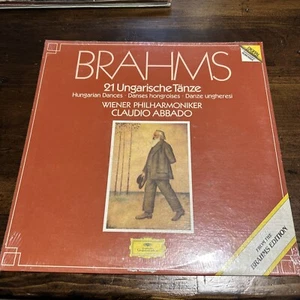 BRAHMS
21 Ungarische Tänze
Hungarian Dances · Danses hongroises · Danze ungheresi
WIENER PHILHARMONIKER
CLAUDIO ABBADO
FROM THE
BRAHMS EDITION